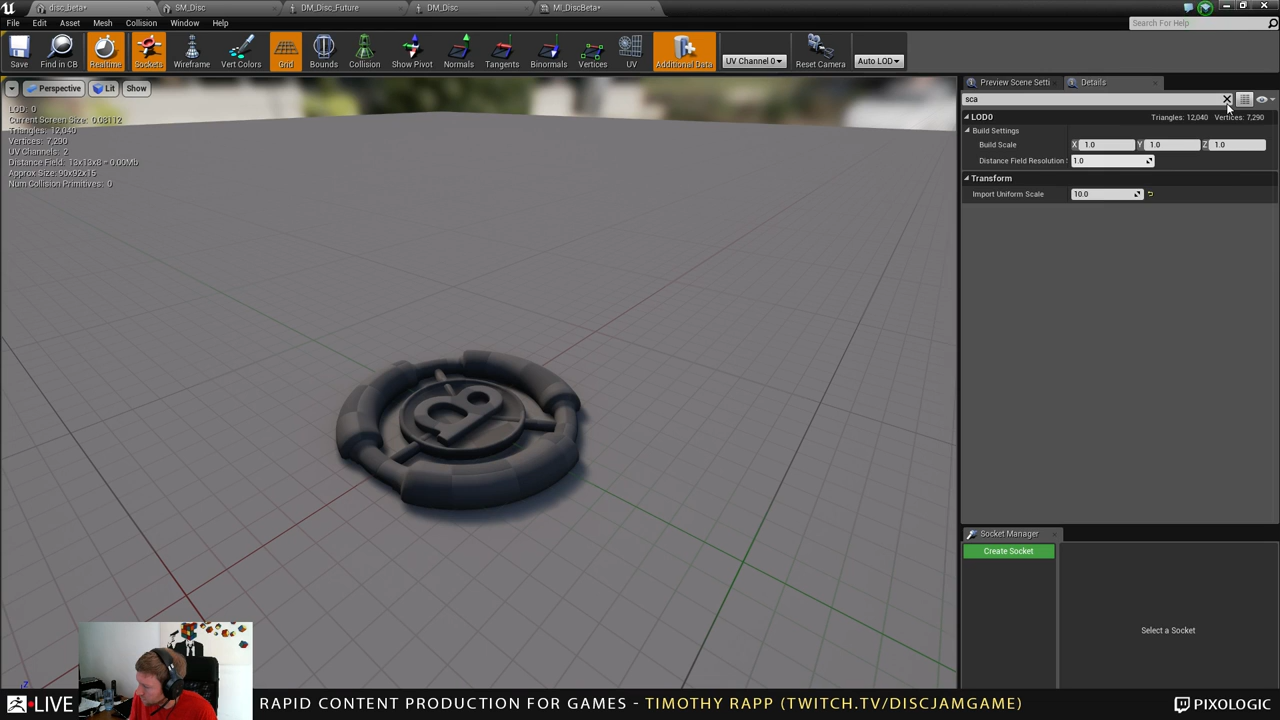 disc_beta*
SM_Disc
DM_Disc_Future
DM_Disc
MI_DiscBeta*
File Edit Asset Mesh Collision Window Help
Search For Help
Save
Find in CB
Realtime
Sockets
Wireframe
Vert Colors
Grid
Bounds
Collision
Show Pivot
Normals
Tangents
Binormals
Vertices
UV
Additional Data
UV Channel 0
Reset Camera
Auto LOD
Perspective
Lit
Show
LOD: 0
Current Screen Size: 0.08112
Triangles: 12,040
Vertices: 7,290
UV Channels: 2
Distance Field: 13x13x8 = 0.00Mb
Approx Size: 90x92x15
Num Collision Primitives: 0
Preview Scene Setti
Details
sca
LOD0 Triangles: 12,040 Vertices: 7,290
Build Settings
Build Scale X 1.0 Y 1.0 Z 1.0
Distance Field Resolution 1.0
Transform
Import Uniform Scale 10.0
Socket Manager
Create Socket
Select a Socket
B
LIVE
RAPID CONTENT PRODUCTION FOR GAMES - TIMOTHY RAPP (TWITCH.TV/DISCJAMGAME)
PIXOLOGIC